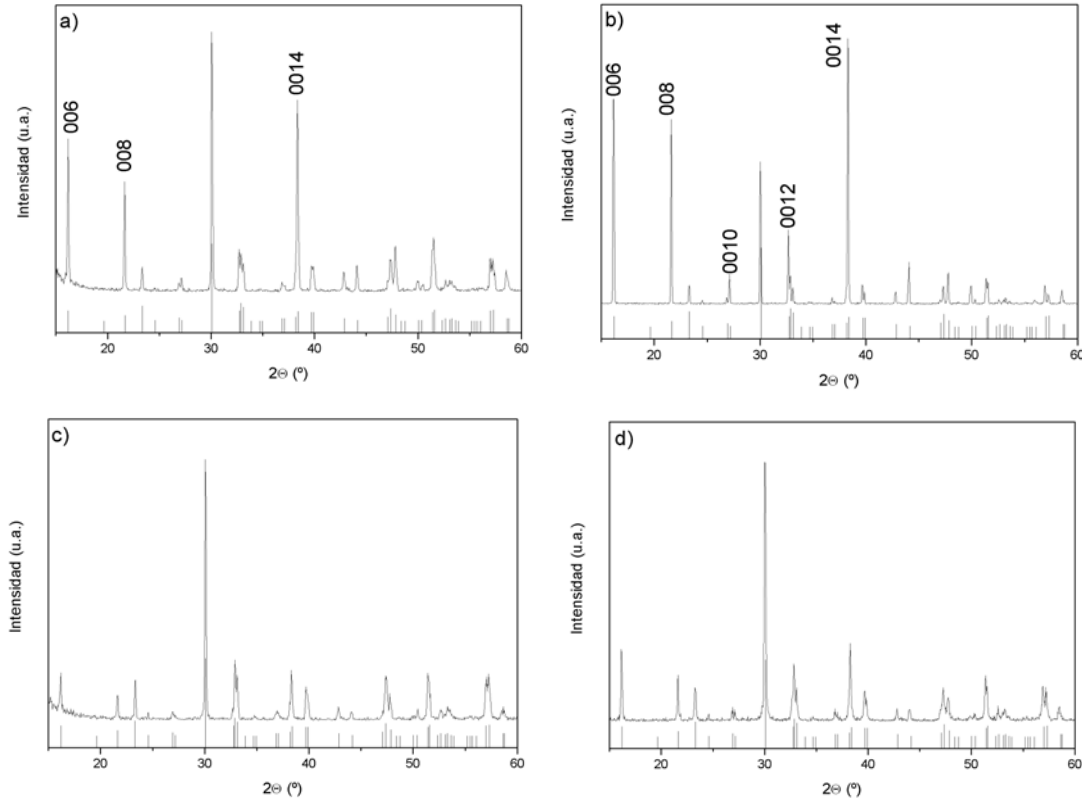 a)
006
008
0014
Intensidad (u.a.)
20 30 40 50 60
2Θ (º)
b)
006
008
0010
0012
0014
Intensidad (u.a.)
20 30 40 50 60
2Θ (º)
c)
Intensidad (u.a.)
20 30 40 50 60
2Θ (º)
d)
Intensidad (u.a.)
20 30 40 50 60
2Θ (º)